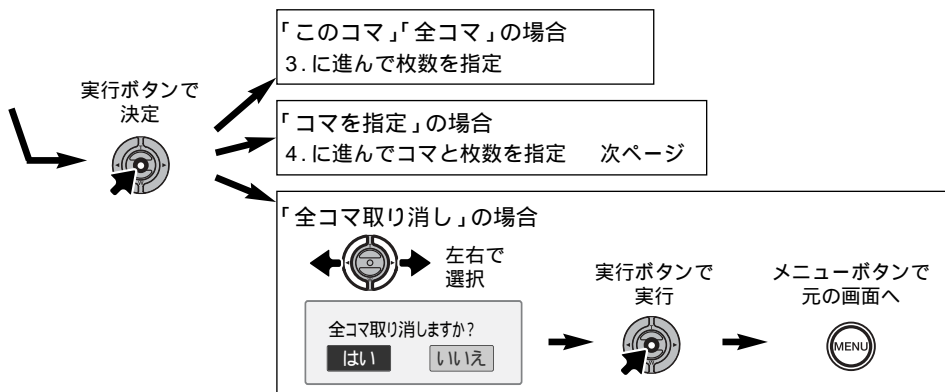 「このコマ」「全コマ」の場合
3.に進んで枚数を指定
実行ボタンで
決定
「コマを指定」の場合
4.に進んでコマと枚数を指定　次ページ
「全コマ取り消し」の場合
左右で
選択
全コマ取り消しますか?
はい いいえ
実行ボタンで
実行
メニューボタンで
元の画面へ
MENU